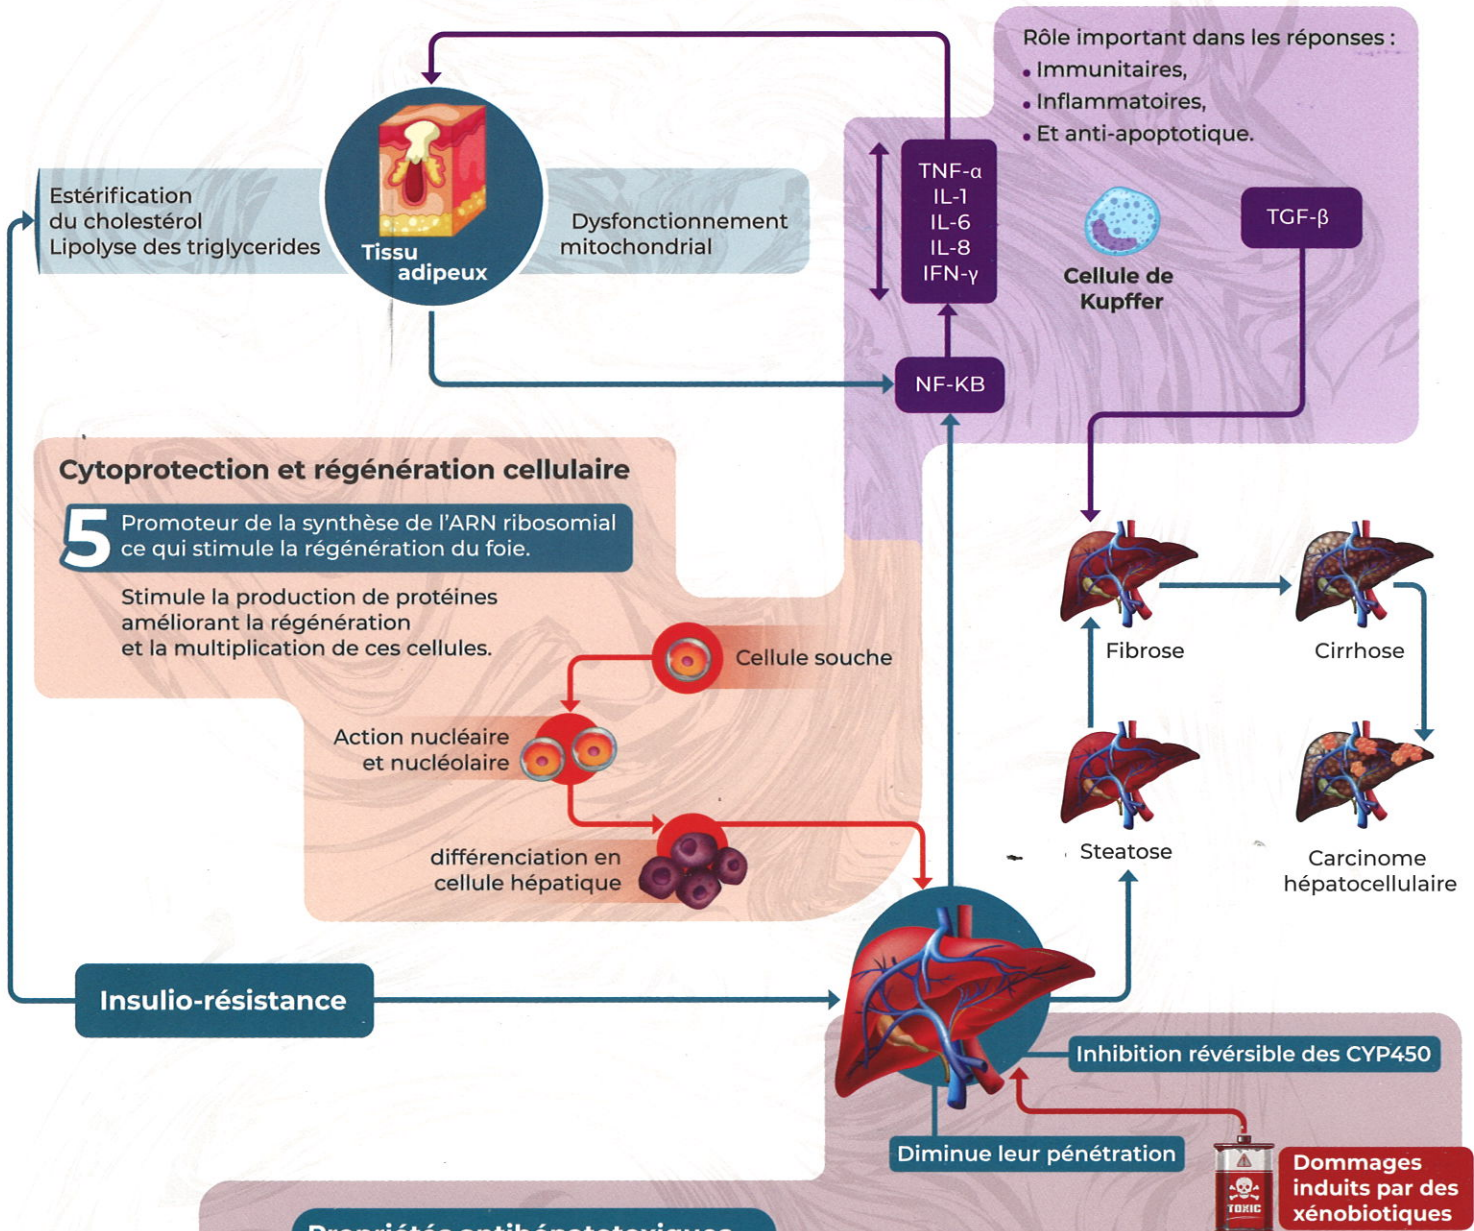 Rôle important dans les réponses :
• Immunitaires,
• Inflammatoires,
• Et anti-apoptotique.
TNF-α
IL-1
IL-6
IL-8
IFN-γ
TGF-β
Cellule de
Kupffer
NF-KB
Estérification
du cholestérol
Lipolyse des triglycerides
Tissu
adipeux
Dysfonctionnement
mitochondrial
Cytoprotection et régénération cellulaire
5
Promoteur de la synthèse de l’ARN ribosomial
ce qui stimule la régénération du foie.
Stimule la production de protéines
améliorant la régénération
et la multiplication de ces cellules.
Cellule souche
Action nucléaire
et nucléolaire
différenciation en
cellule hépatique
Fibrose
Cirrhose
Steatose
Carcinome
hépatocellulaire
Insulio-résistance
Inhibition révérsible des CYP450
Diminue leur pénétration
TOXIC
Dommages
induits par des
xénobiotiques
Propriétés antihépatotoxiques